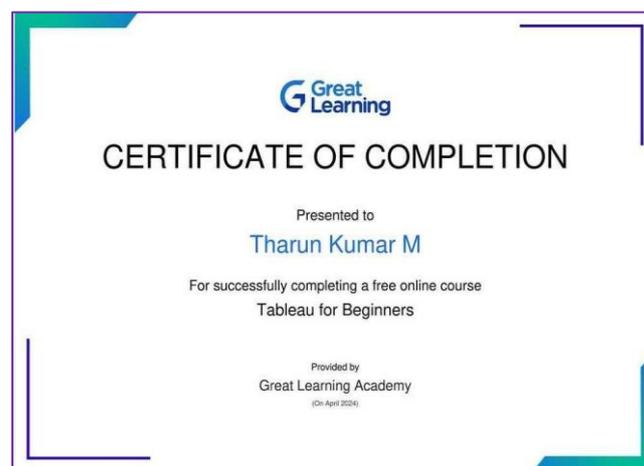 Great
Learning
CERTIFICATE OF COMPLETION
Presented to
Tharun Kumar M
For successfully completing a free online course
Tableau for Beginners
Provided by
Great Learning Academy
(On April 2024)